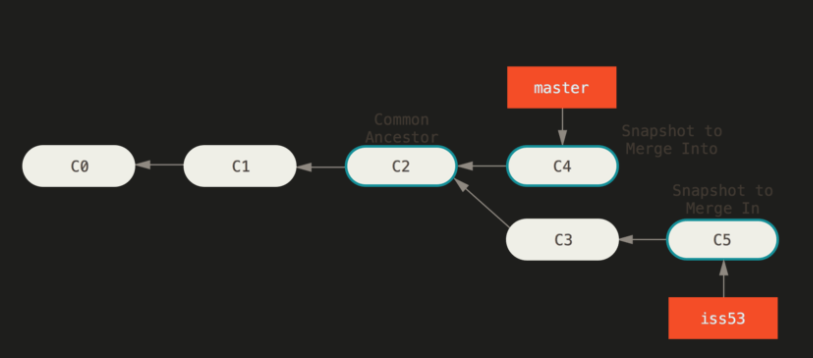 master
Common
Ancestor
Snapshot to
Merge Into
C0
C1
C2
C4
Snapshot to
Merge In
C3
C5
iss53